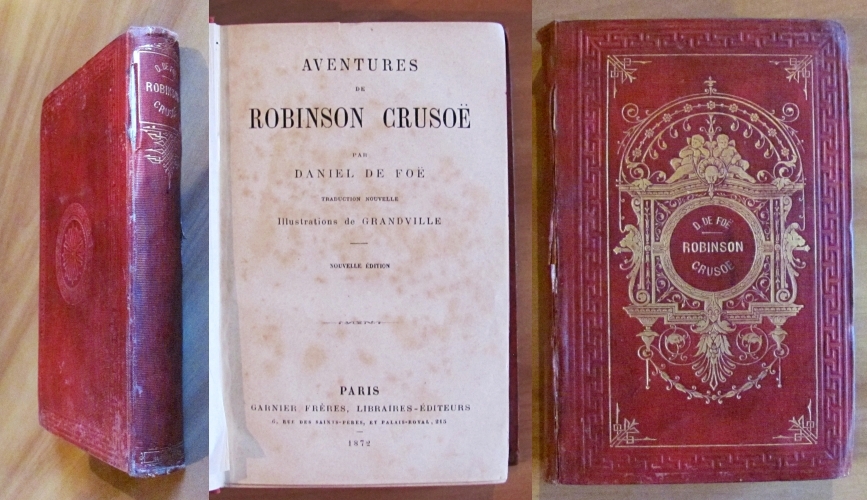 D. DE FOË
ROBINSON
CRUSOË
AVENTURES
DE
ROBINSON CRUSOË
PAR
DANIEL DE FOË
TRADUCTION NOUVELLE
Illustrations de GRANDVILLE
NOUVELLE ÉDITION
PARIS
GARNIER FRÈRES, LIBRAIRES-ÉDITEURS
6, RUE DES SAINTS-PÈRES, ET PALAIS-ROYAL, 215
1872
D. DE FOË
ROBINSON
CRUSOË